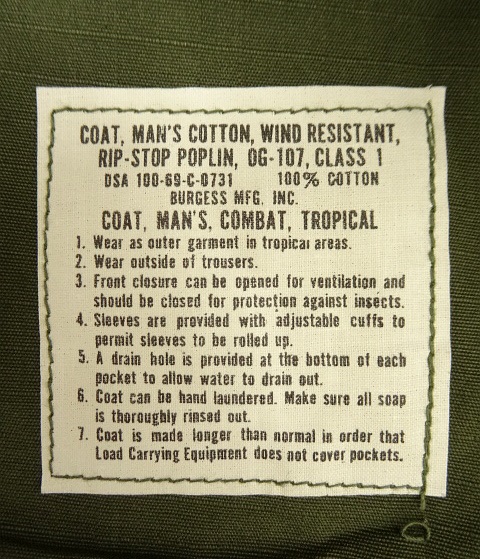 COAT, MAN'S COTTON, WIND RESISTANT,
RIP-STOP POPLIN, OG-107, CLASS 1
DSA 100-69-C-0731 100% COTTON
BURGESS MFG. INC.
COAT, MAN'S, COMBAT, TROPICAL
1. Wear as outer garment in tropical areas.
2. Wear outside of trousers.
3. Front closure can be opened for ventilation and
should be closed for protection against insects.
4. Sleeves are provided with adjustable cuffs to
permit sleeves to be rolled up.
5. A drain hole is provided at the bottom of each
pocket to allow water to drain out.
6. Coat can be hand laundered. Make sure all soap
is thoroughly rinsed out.
7. Coat is made longer than normal in order that
Load Carrying Equipment does not cover pockets.